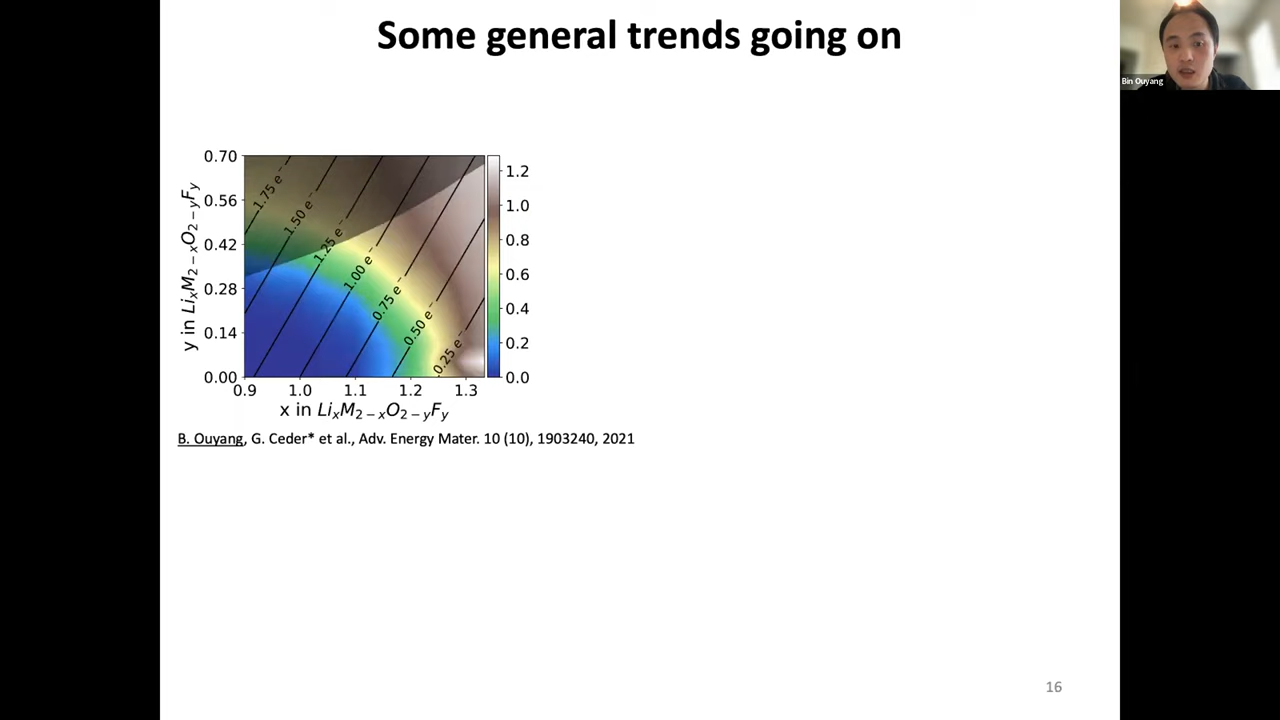 Some general trends going on
Bin Ouyang
0.70
0.56
0.42
0.28
0.14
0.00
y in LixM2−xO2−yFy
1.75 e−
1.50 e−
1.25 e−
1.00 e−
0.75 e−
0.50 e−
0.25 e−
1.2
1.0
0.8
0.6
0.4
0.2
0.0
0.9 1.0 1.1 1.2 1.3
x in LixM2−xO2−yFy
B. Ouyang, G. Ceder* et al., Adv. Energy Mater. 10 (10), 1903240, 2021
16